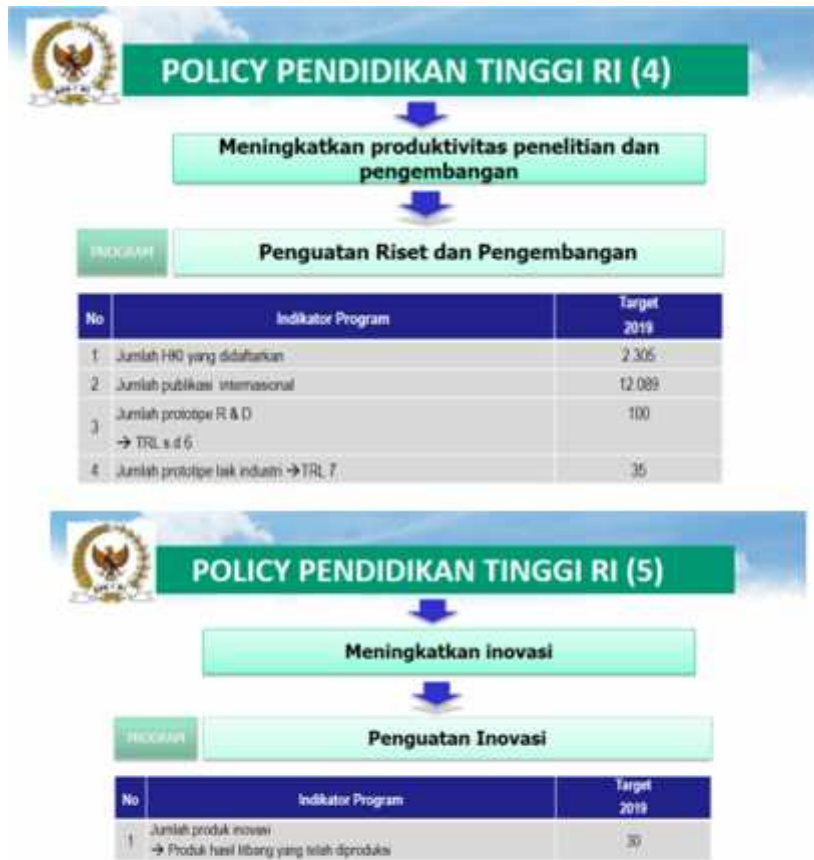 POLICY PENDIDIKAN TINGGI RI (4)
Meningkatkan produktivitas penelitian dan
pengembangan
PROGRAM
Penguatan Riset dan Pengembangan
No Indikator Program Target
2019
1 Jumlah HKI yang didaftarkan 2.305
2 Jumlah publikasi internasional 12.089
3 Jumlah prototipe R & D 100
→ TRL s.d 6
4 Jumlah prototipe laik industri → TRL 7 35
POLICY PENDIDIKAN TINGGI RI (5)
Meningkatkan inovasi
PROGRAM
Penguatan Inovasi
No Indikator Program Target
2019
1 Jumlah produk inovasi 30
→ Produk hasil litbang yang telah diproduksi